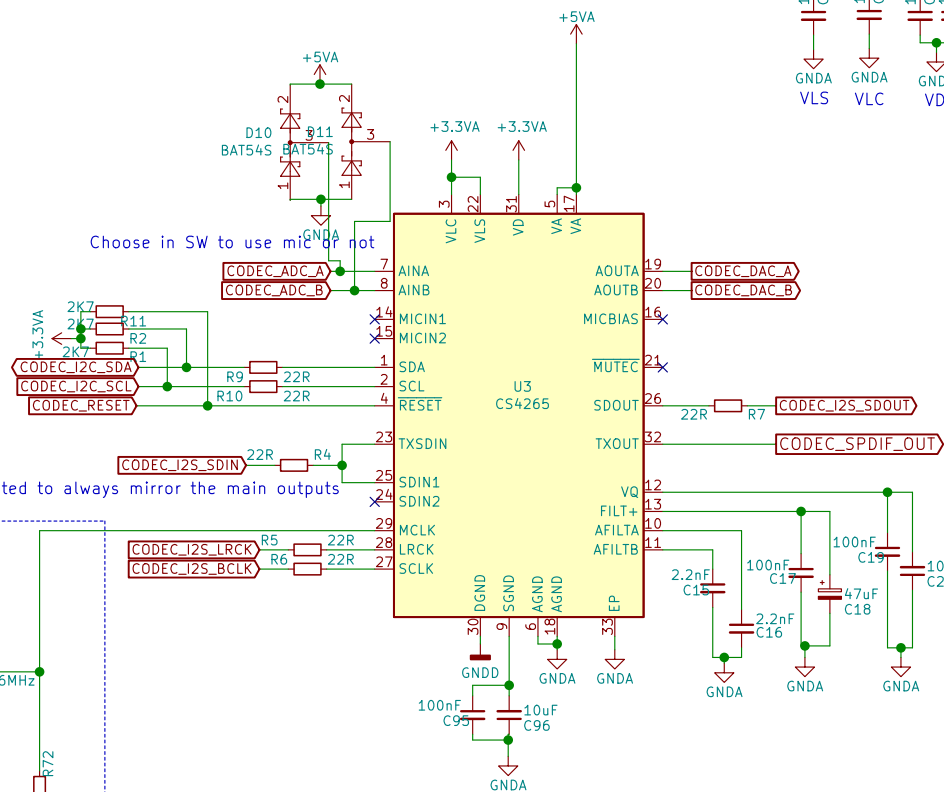 +5VA
GNDA
GNDA
VLS
VLC
+5VA
2
2
D10
3
D11
3
BAT54S
BAT54S
1
1
GNDA
+3.3VA
+3.3VA
3
22
31
5
17
VLC
VLS
VD
VA
VA
Choose in SW to use mic or not
CODEC_ADC_A
7
AINA
CODEC_ADC_B
8
AINB
14
MICIN1
15
MICIN2
+3.3VA
2K7
R11
2K7
R2
2K7
R1
CODEC_I2C_SDA
R9
22R
1
SDA
CODEC_I2C_SCL
R10
22R
2
SCL
CODEC_RESET
4
RESET
23
TXSDIN
CODEC_I2S_SDIN
22R
R4
25
SDIN1
24
SDIN2
ted to always mirror the main outputs
29
MCLK
CODEC_I2S_LRCK
R5
22R
28
LRCK
CODEC_I2S_BCLK
R6
22R
27
SCLK
U3
CS4265
AOUTA
19
CODEC_DAC_A
AOUTB
20
CODEC_DAC_B
MICBIAS
16
MUTEC
21
SDOUT
26
22R
R7
CODEC_I2S_SDOUT
TXOUT
32
CODEC_SPDIF_OUT
VQ
12
FILT+
13
AFILTA
10
AFILTB
11
DGND
SGND
AGND
AGND
EP
30
9
6
18
33
GNDD
GNDA
GNDA
2.2nF
C15
2.2nF
C16
GNDA
100nF
C17
+
47uF
C18
GNDA
100nF
C19
GNDA
100nF
C95
10uF
C96
GNDA
6MHz
R72